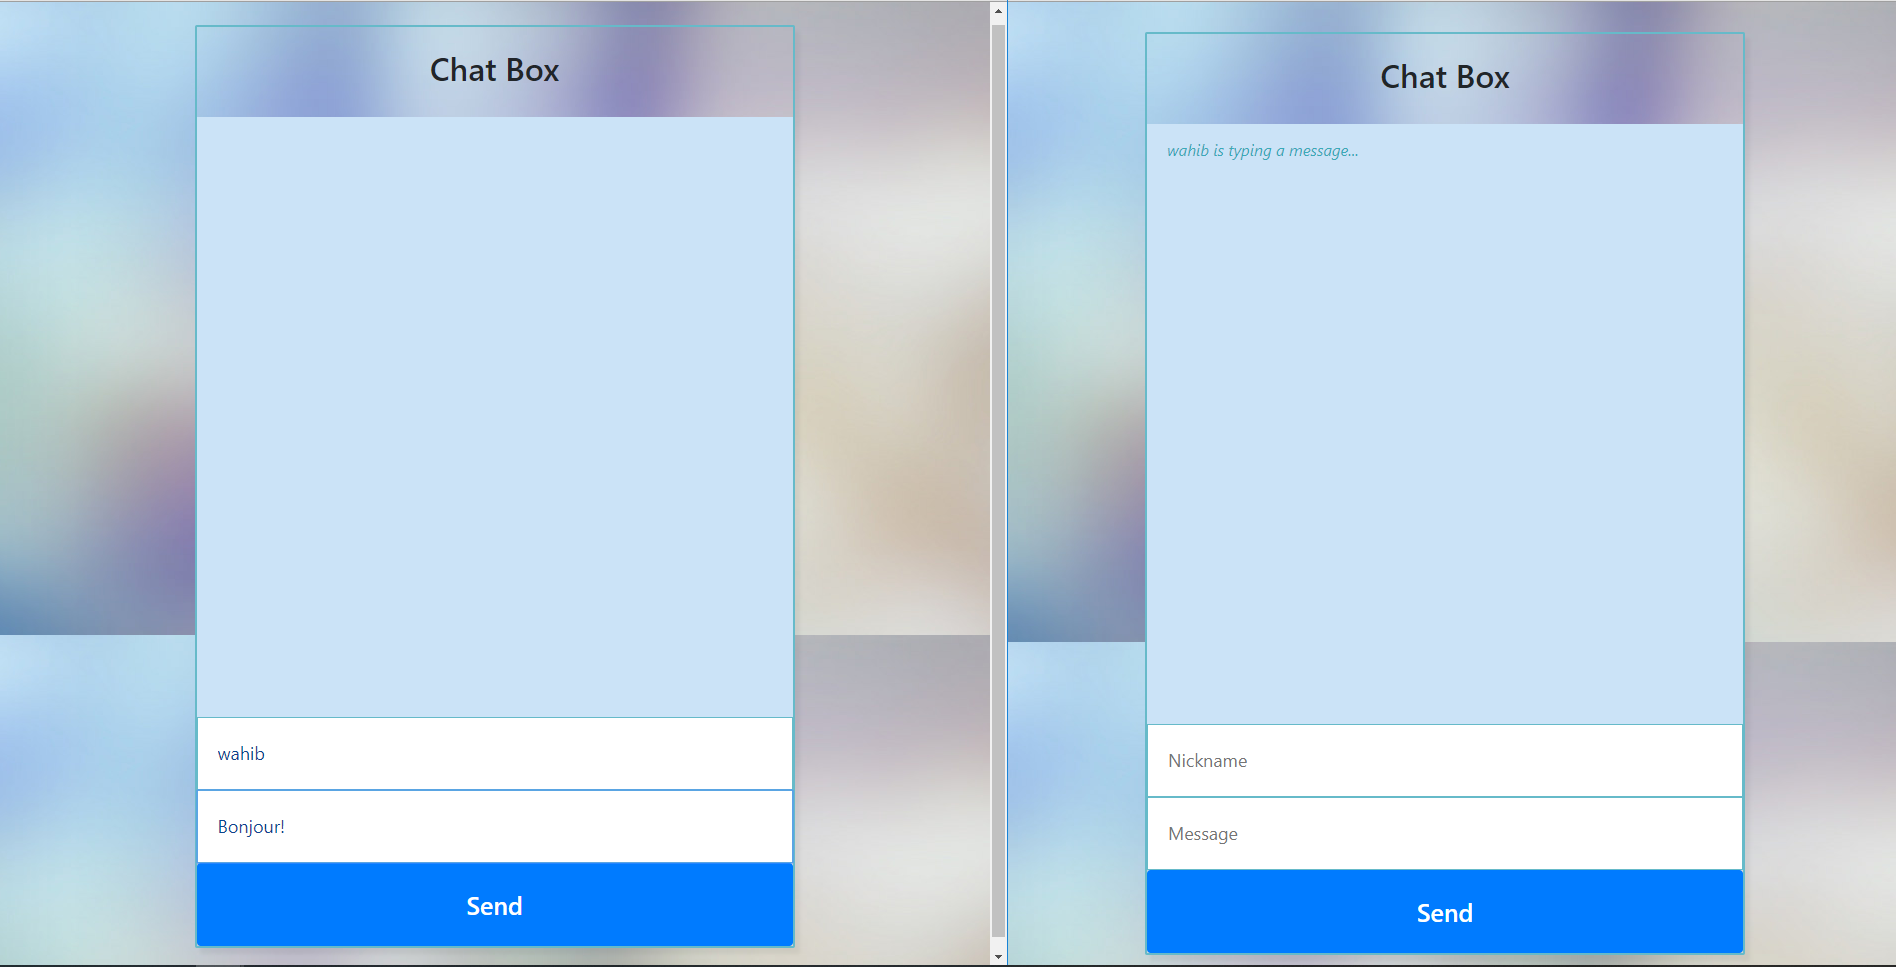 Chat Box
wahib
Bonjour!
Send
Chat Box
wahib is typing a message...
Nickname
Message
Send